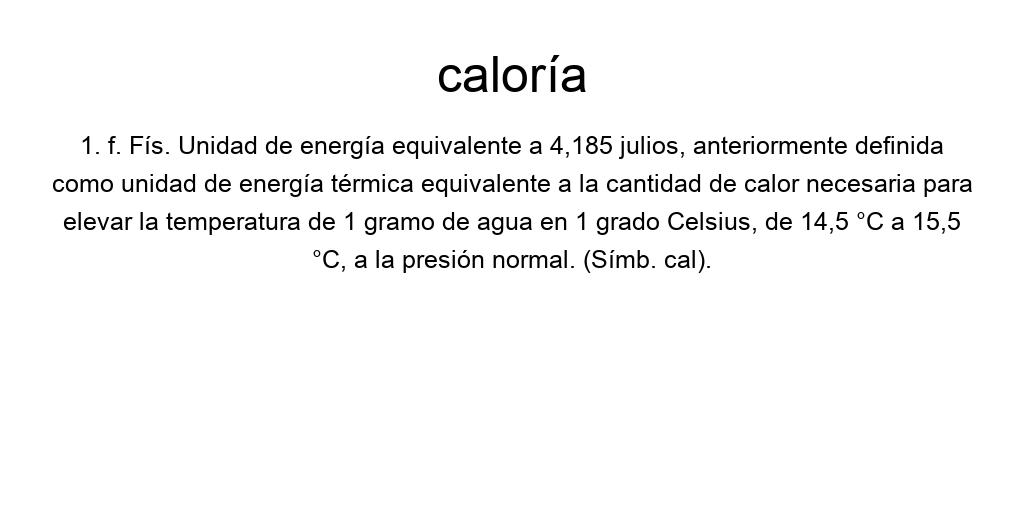 caloría
1. f. Fís. Unidad de energía equivalente a 4,185 julios, anteriormente definida
como unidad de energía térmica equivalente a la cantidad de calor necesaria para
elevar la temperatura de 1 gramo de agua en 1 grado Celsius, de 14,5 °C a 15,5
°C, a la presión normal. (Símb. cal).